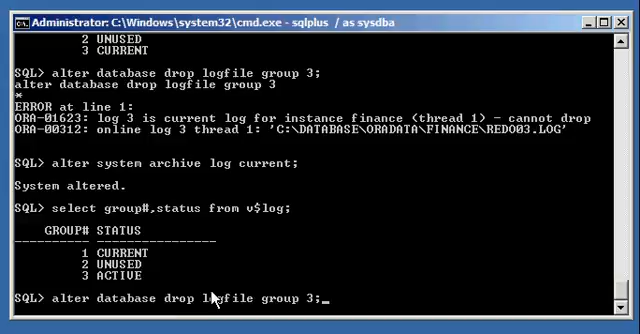 Administrator: C:\Windows\system32\cmd.exe - sqlplus / as sysdba
2 UNUSED
3 CURRENT
SQL> alter database drop logfile group 3;
alter database drop logfile group 3
*
ERROR at line 1:
ORA-01623: log 3 is current log for instance finance (thread 1) - cannot drop
ORA-00312: online log 3 thread 1: 'C:\DATABASE\ORADATA\FINANCE\REDO03.LOG'
SQL> alter system archive log current;
System altered.
SQL> select group#,status from v$log;
GROUP# STATUS
---------- ----------------
1 CURRENT
2 UNUSED
3 ACTIVE
SQL> alter database drop logfile group 3;_